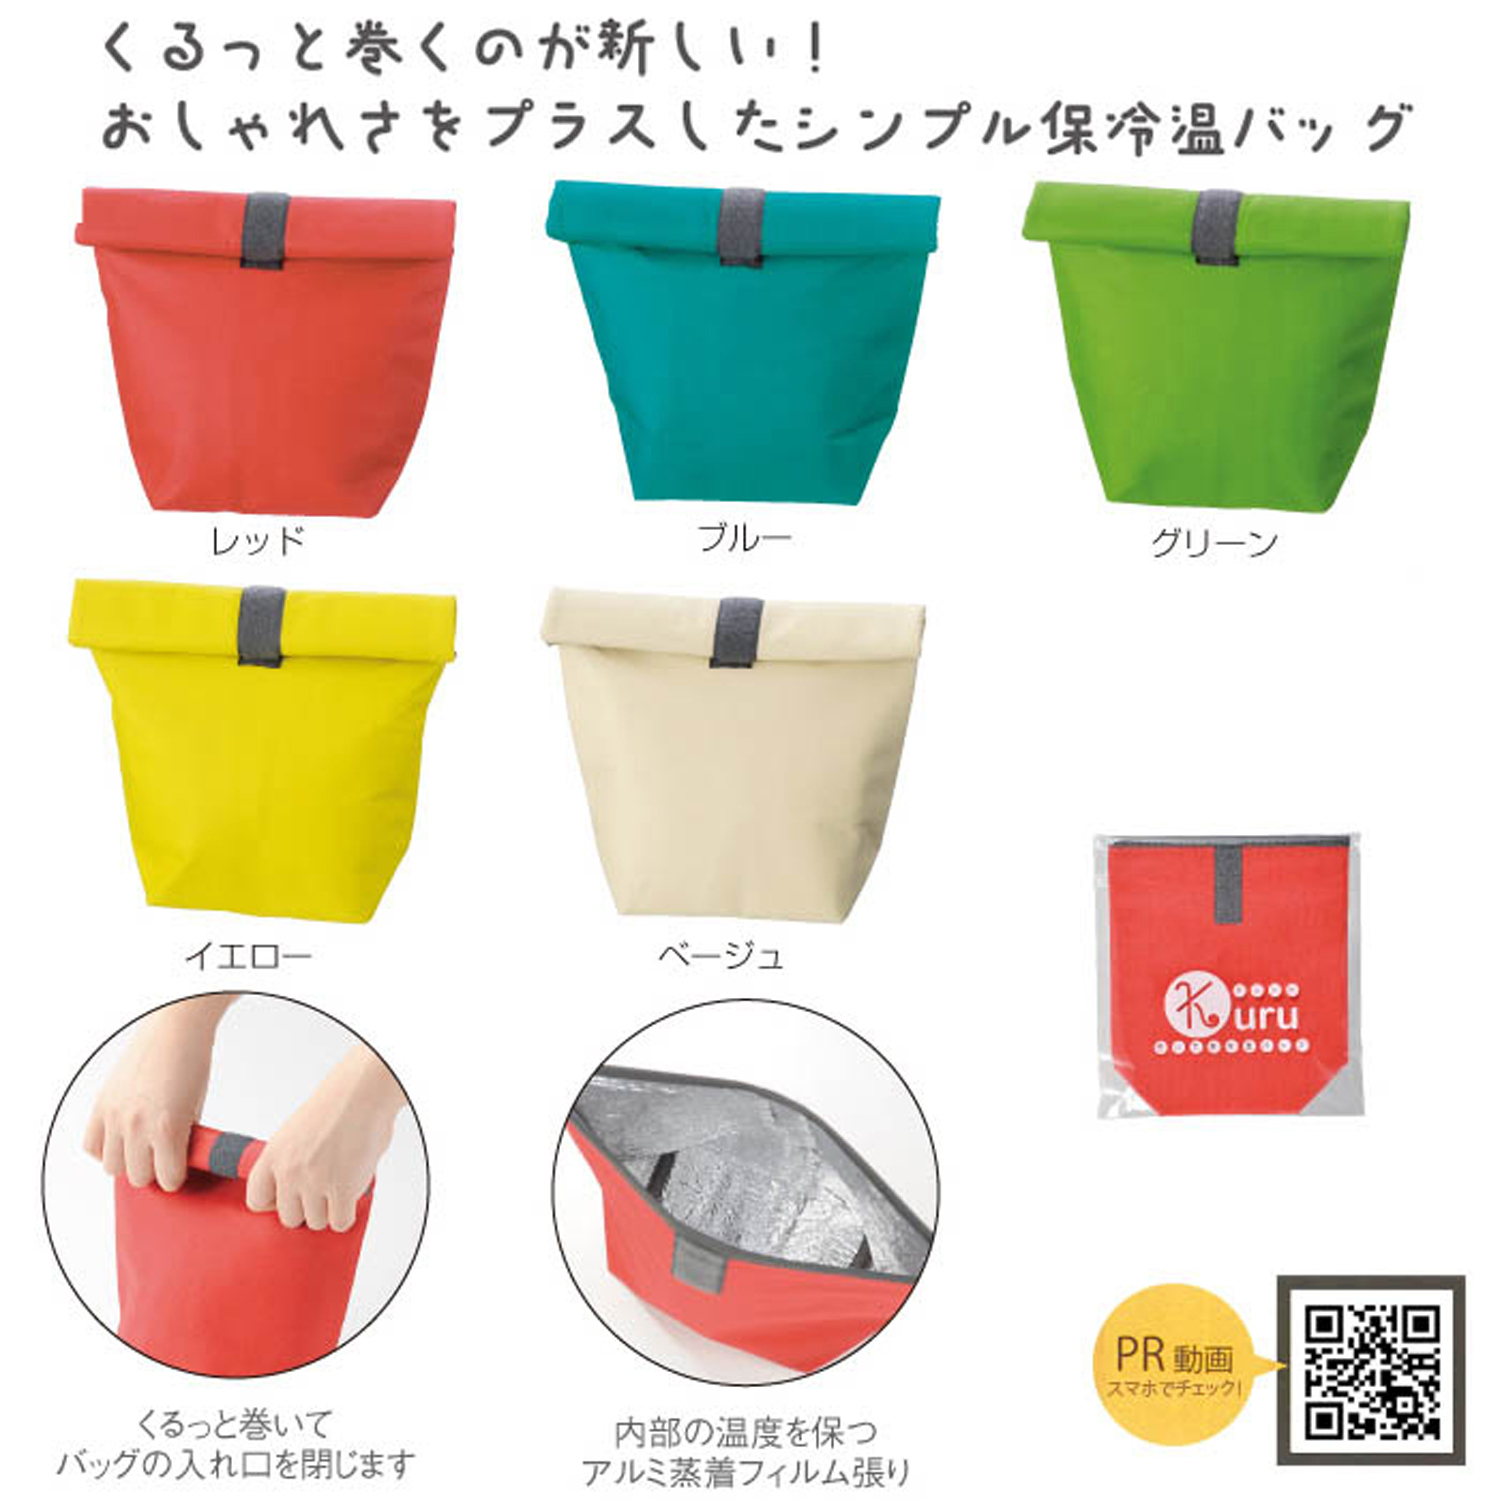 くるっと巻くのが新しい!
おしゃれさをプラスしたシンプル保冷温バッグ
レッド
ブルー
グリーン
イエロー
ベージュ
Kuru
くるっと巻いて
バッグの入れ口を閉じます
内部の温度を保つ
アルミ蒸着フィルム張り
PR動画
スマホでチェック!